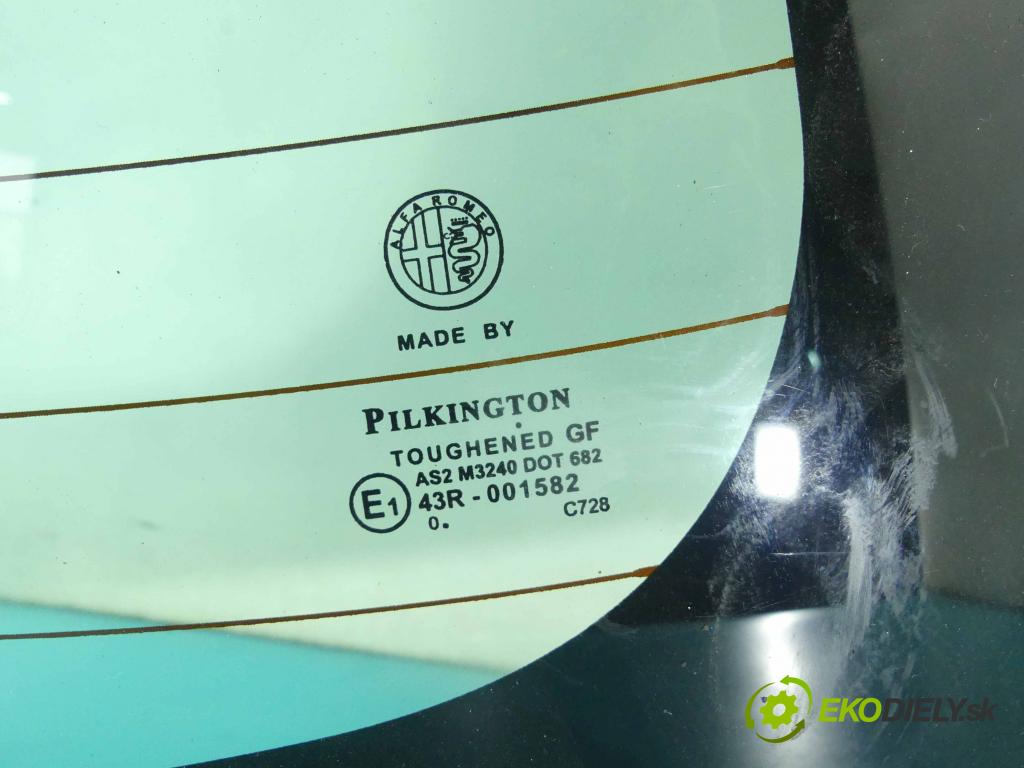 ALFA ROMEO
MADE BY
PILKINGTON
TOUGHENED GF
AS2 M3240 DOT 682
E1 43R - 001582
0. C728
EKODIELY.sk